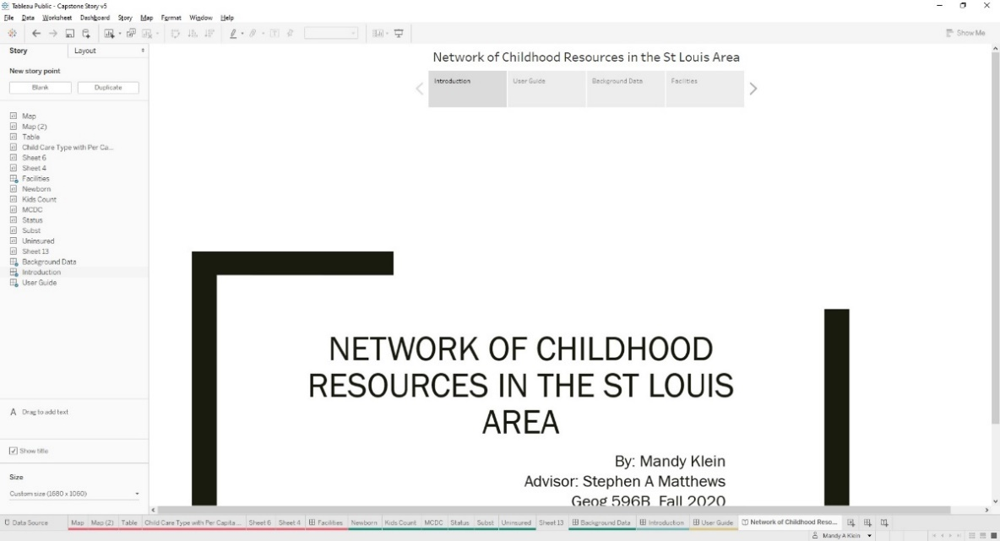 Tableau Public - Capstone Story v5
File Data Worksheet Dashboard Story Map Format Window Help
Show Me
Story Layout
New story point
Blank Duplicate
Map
Map (2)
Table
Child Care Type with Per Ca...
Sheet 6
Sheet 4
Facilities
Newborn
Kids Count
MCDC
Status
Subst
Uninsured
Sheet 13
Background Data
Introduction
User Guide
A Drag to add text
Show title
Size
Custom size (1680 x 1060)
Network of Childhood Resources in the St Louis Area
Introduction User Guide Background Data Facilities
NETWORK OF CHILDHOOD
RESOURCES IN THE ST LOUIS
AREA
By: Mandy Klein
Advisor: Stephen A Matthews
Geog 596B, Fall 2020
Data Source Map Map (2) Table Child Care Type with Per Capita ... Sheet 6 Sheet 4 Facilities Newborn Kids Count MCDC Status Subst Uninsured Sheet 13 Background Data Introduction User Guide Network of Childhood Reso...
Mandy A Klein